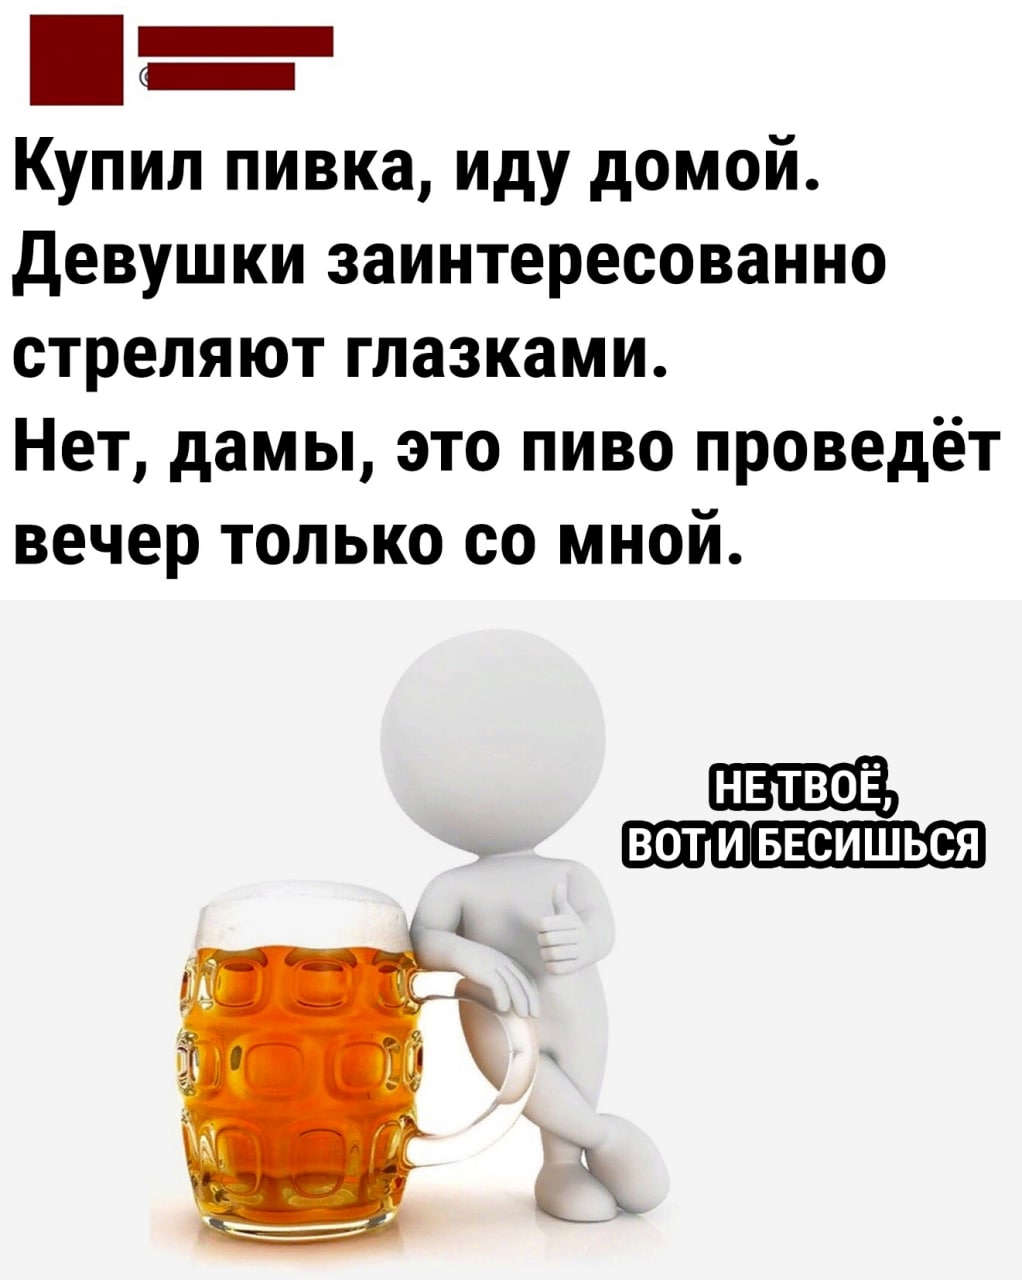 Купил пивка, иду домой.
Девушки заинтересованно
стреляют глазками.
Нет, дамы, это пиво проведёт
вечер только со мной.
НЕ ТВОЁ,
ВОТ И БЕСИШЬСЯ